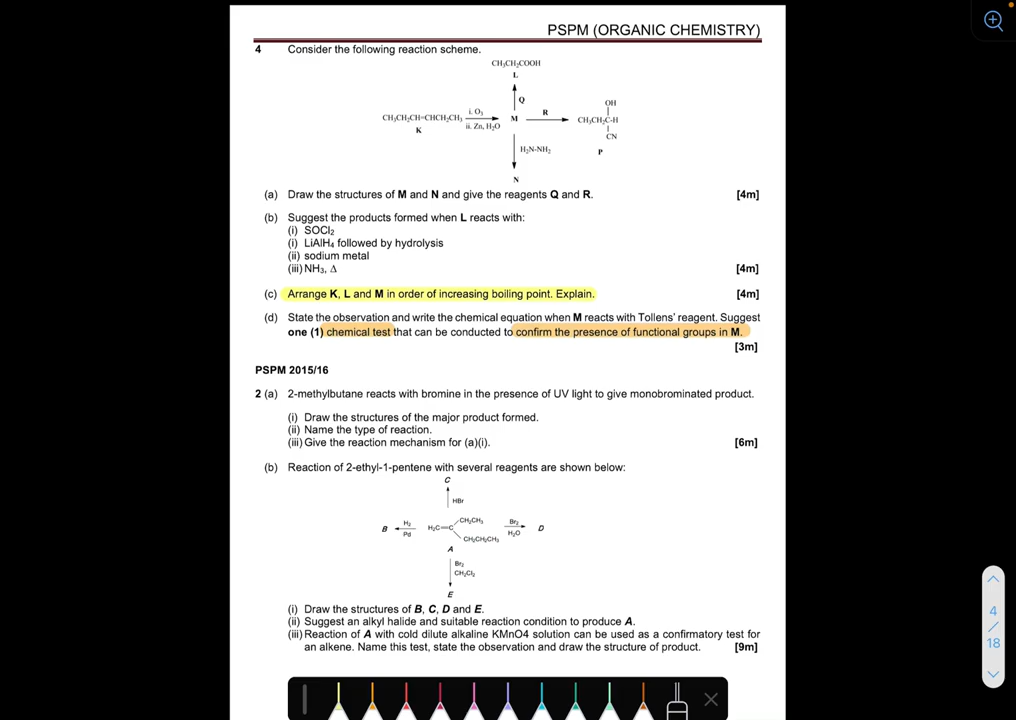 PSPM (ORGANIC CHEMISTRY)
4 Consider the following reaction scheme.
CH₃CH₂COOH
L
Q
CH₃CH₂CH=CHCH₂CH₃ i. O₃ M R OH
ii. Zn, H₂O CH₃CH₂C-H
K CN
H₂N-NH₂ P
N
(a) Draw the structures of M and N and give the reagents Q and R. [4m]
(b) Suggest the products formed when L reacts with:
(i) SOCl₂
(i) LiAlH₄ followed by hydrolysis
(ii) sodium metal
(iii) NH₃, Δ [4m]
(c) Arrange K, L and M in order of increasing boiling point. Explain. [4m]
(d) State the observation and write the chemical equation when M reacts with Tollens' reagent. Suggest
one (1) chemical test that can be conducted to confirm the presence of functional groups in M.
[3m]
PSPM 2015/16
2 (a) 2-methylbutane reacts with bromine in the presence of UV light to give monobrominated product.
(i) Draw the structures of the major product formed.
(ii) Name the type of reaction.
(iii) Give the reaction mechanism for (a)(i). [6m]
(b) Reaction of 2-ethyl-1-pentene with several reagents are shown below:
C
HBr
B H₂ H₂C=C CH₂CH₃ Br₂ D
Pd CH₂CH₂CH₃ H₂O
A
Br₂
CH₂Cl₂
E
(i) Draw the structures of B, C, D and E.
(ii) Suggest an alkyl halide and suitable reaction condition to produce A.
(iii) Reaction of A with cold dilute alkaline KMnO4 solution can be used as a confirmatory test for
an alkene. Name this test, state the observation and draw the structure of product. [9m]
4
/
18